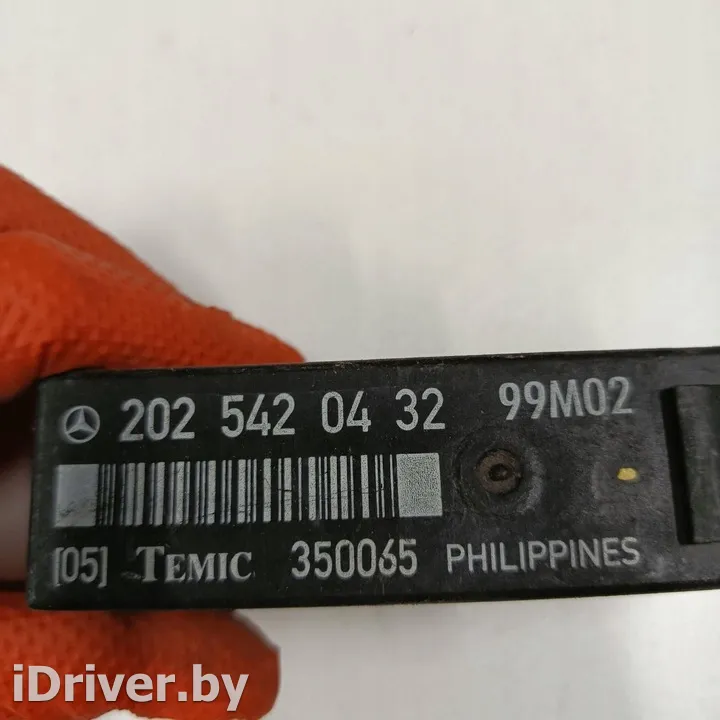 202 542 04 32 99M02
[05] TEMIC 350065 PHILIPPINES
iDriver.by